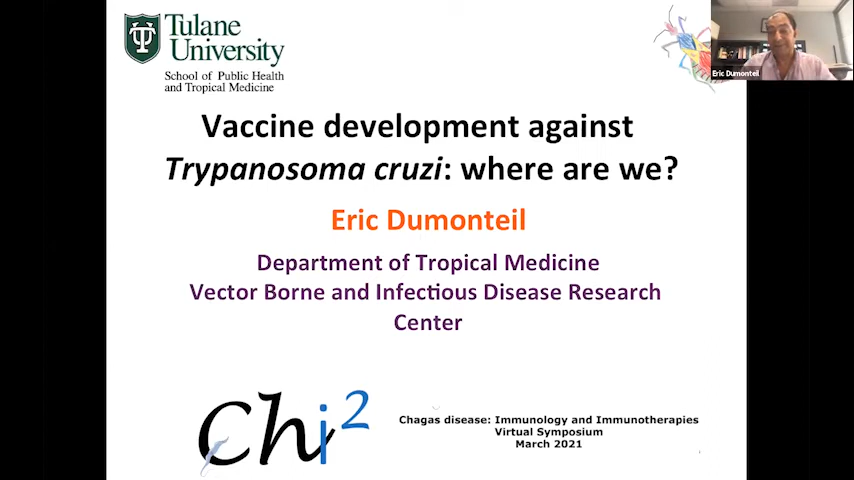 Tulane
University
School of Public Health
and Tropical Medicine
Eric Dumonteil
Vaccine development against
Trypanosoma cruzi: where are we?
Eric Dumonteil
Department of Tropical Medicine
Vector Borne and Infectious Disease Research
Center
Chi2
Chagas disease: Immunology and Immunotherapies
Virtual Symposium
March 2021